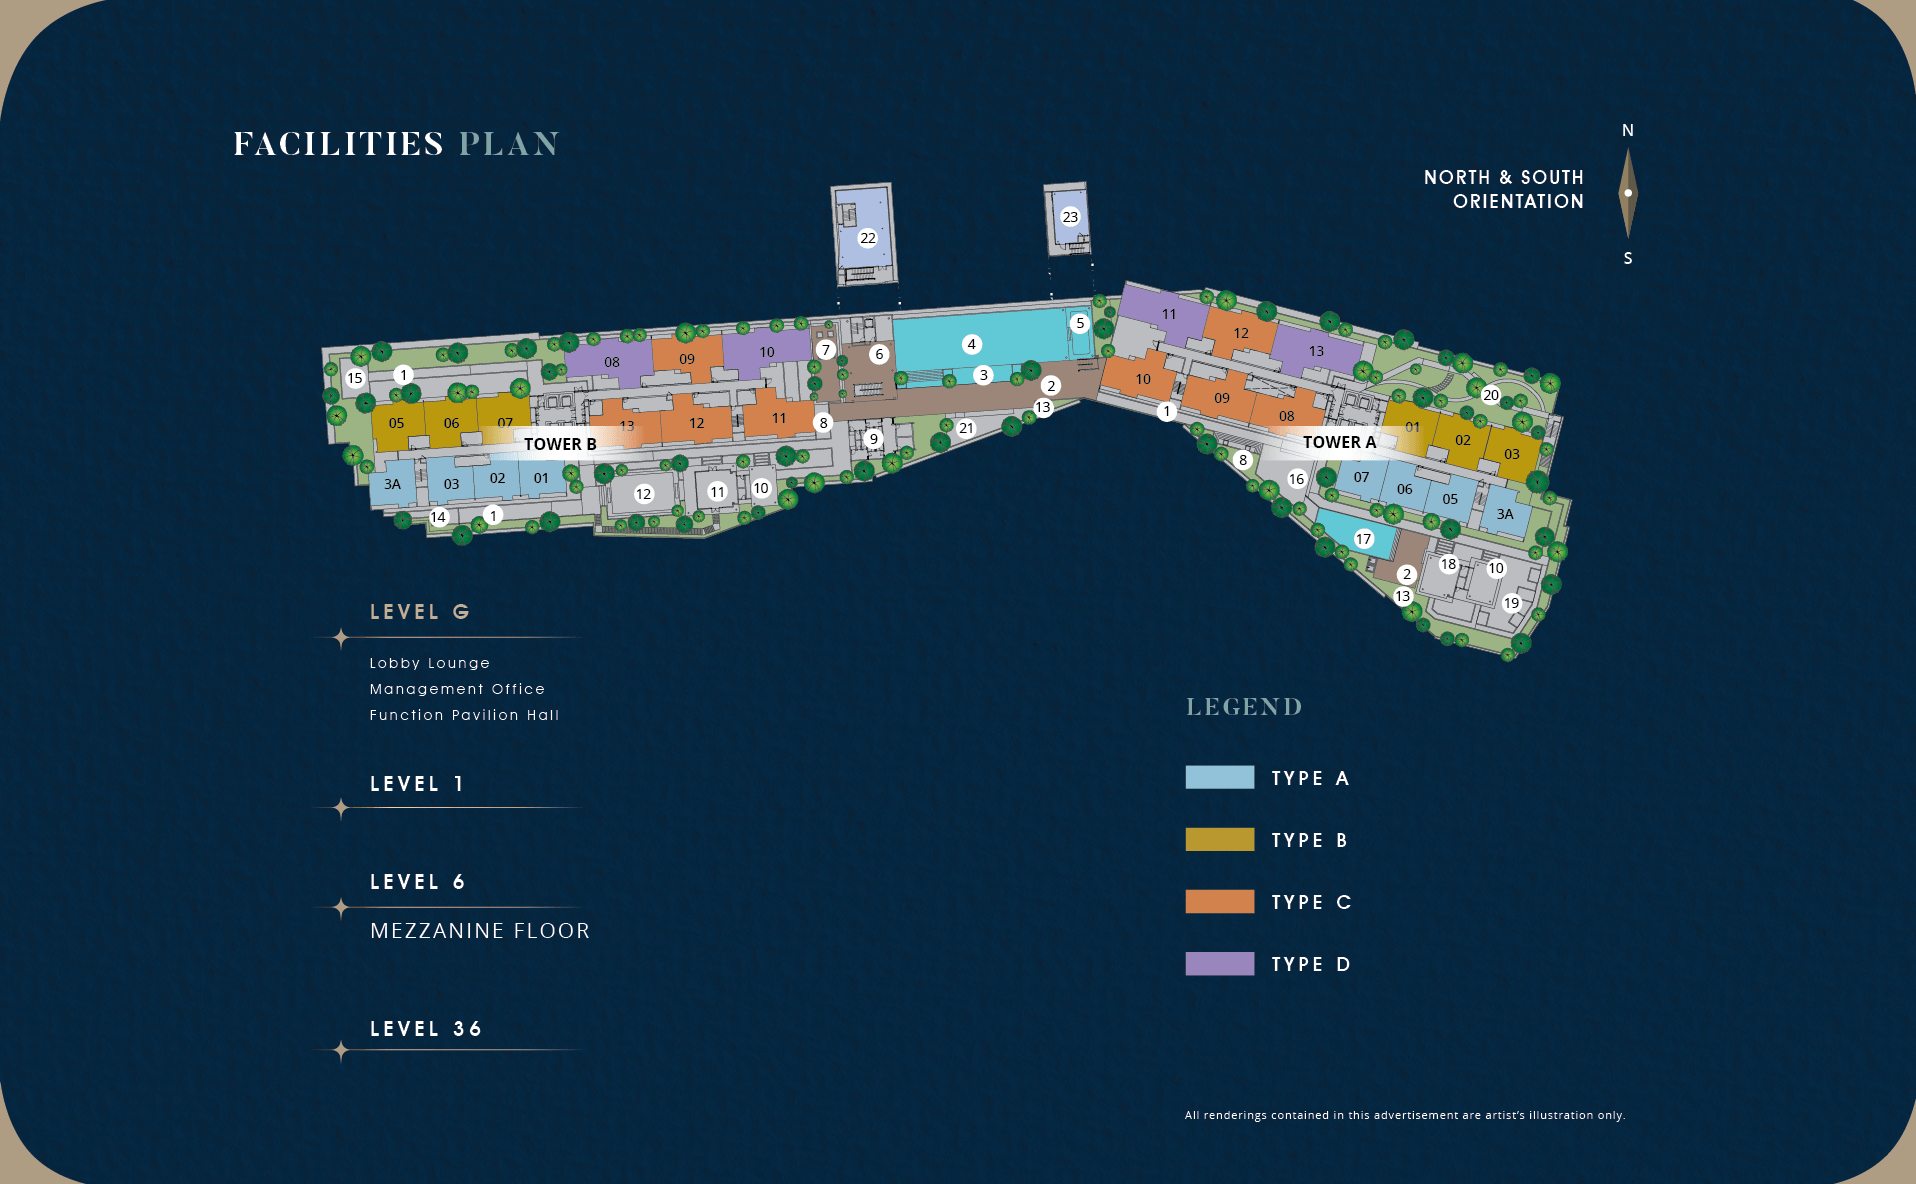 FACILITIES PLAN
N
NORTH & SOUTH
ORIENTATION
S
22
23
11
12
13
5
4
3
2
13
7
6
8
9
21
08
09
10
15
1
05
06
07
13
12
11
TOWER B
3A
03
02
01
14
1
12
11
10
10
09
08
1
20
01
02
03
TOWER A
8
16
07
06
05
3A
17
2
13
18
10
19
LEVEL G
Lobby Lounge
Management Office
Function Pavilion Hall
LEVEL 1
LEVEL 6
MEZZANINE FLOOR
LEVEL 36
LEGEND
TYPE A
TYPE B
TYPE C
TYPE D
All renderings contained in this advertisement are artist's illustration only.